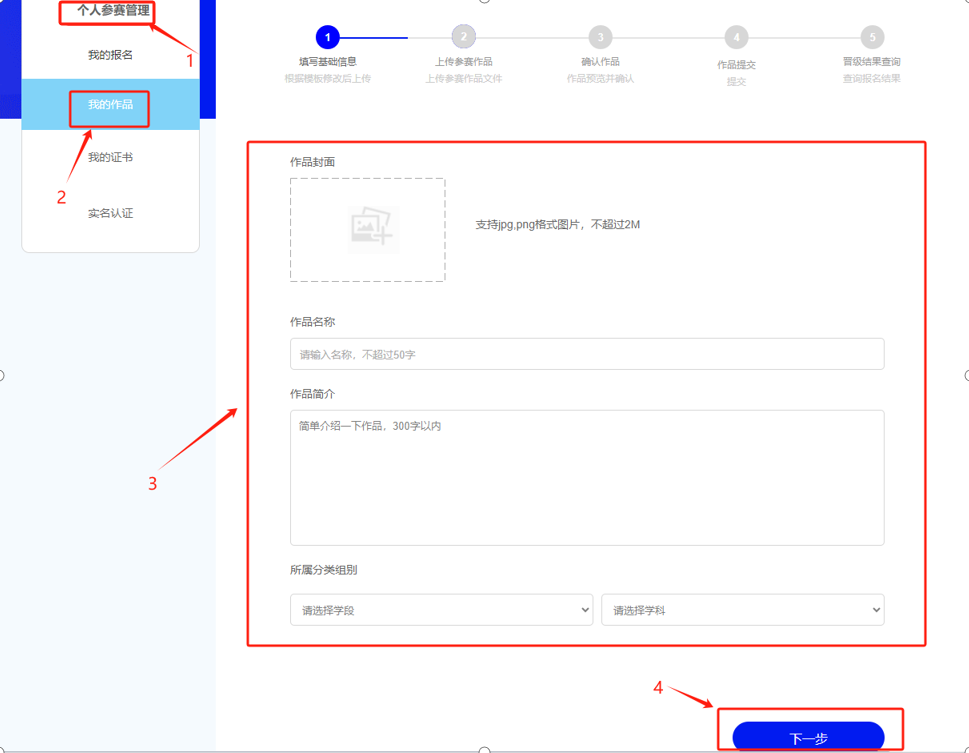 个人参赛管理
1
我的报名
我的作品
2
我的证书
实名认证
1
2
3
4
5
填写基础信息
上传参赛作品
确认作品
作品提交
晋级结果查询
根据模板修改后上传
上传参赛作品文件
作品预览并确认
提交
查询报名结果
作品封面
支持jpg,png格式图片，不超过2M
作品名称
请输入名称，不超过50字
作品简介
简单介绍一下作品，300字以内
3
所属分类组别
请选择学段
请选择学科
4
下一步